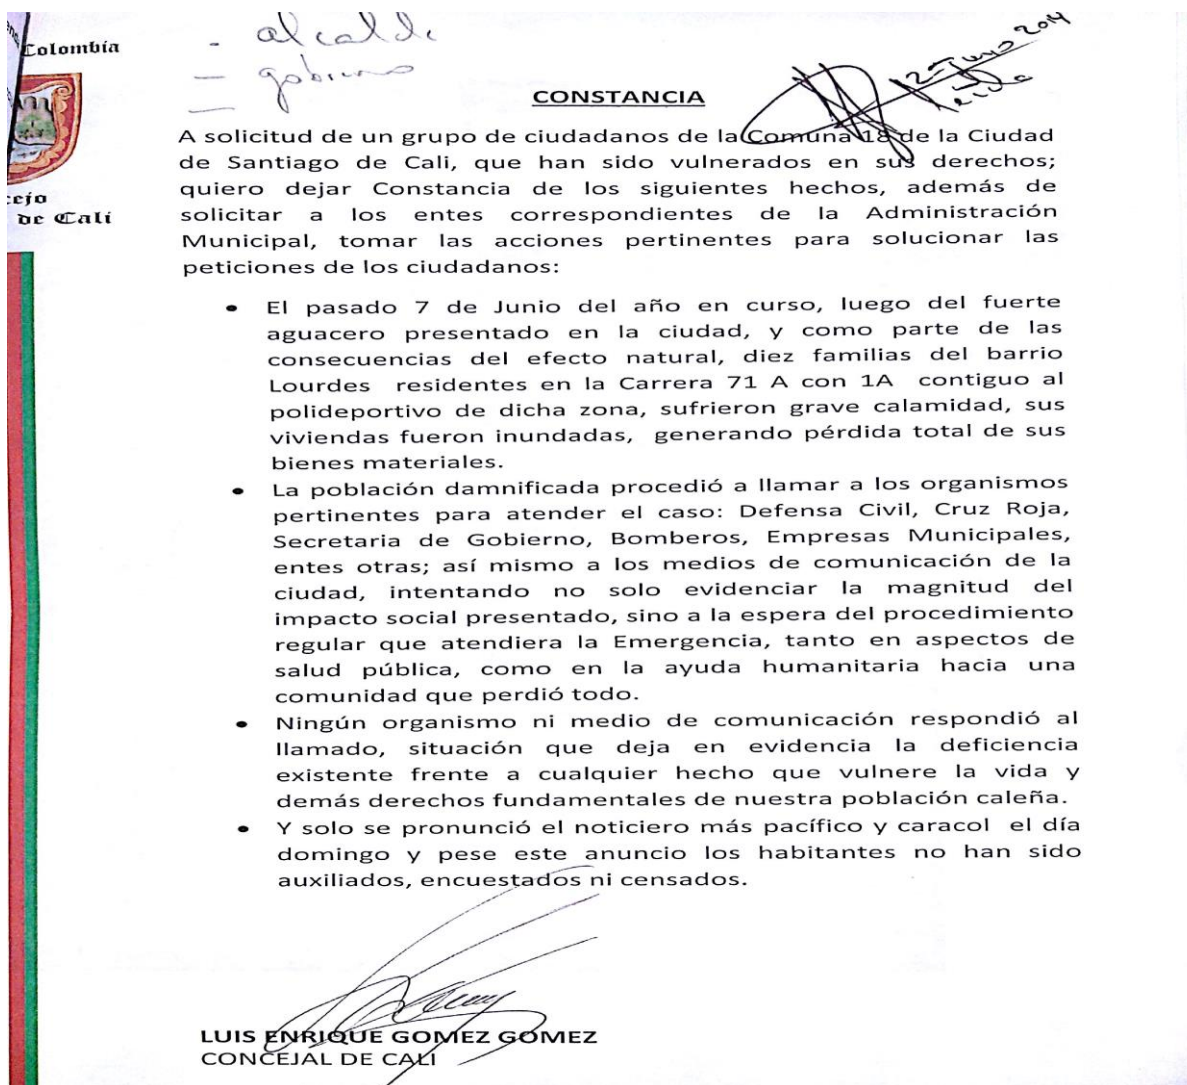 Colombia
- alcalde
- gobierno
-
2014
CONSTANCIA
A solicitud de un grupo de ciudadanos de la Comuna 18 de la Ciudad
de Santiago de Cali, que han sido vulnerados en sus derechos;
quiero dejar Constancia de los siguientes hechos, además de
solicitar a los entes correspondientes de la Administración
Municipal, tomar las acciones pertinentes para solucionar las
peticiones de los ciudadanos:
cejo
de Cali
• El pasado 7 de Junio del año en curso, luego del fuerte
aguacero presentado en la ciudad, y como parte de las
consecuencias del efecto natural, diez familias del barrio
Lourdes residentes en la Carrera 71 A con 1A contiguo al
polideportivo de dicha zona, sufrieron grave calamidad, sus
viviendas fueron inundadas, generando pérdida total de sus
bienes materiales.
• La población damnificada procedió a llamar a los organismos
pertinentes para atender el caso: Defensa Civil, Cruz Roja,
Secretaria de Gobierno, Bomberos, Empresas Municipales,
entes otras; así mismo a los medios de comunicación de la
ciudad, intentando no solo evidenciar la magnitud del
impacto social presentado, sino a la espera del procedimiento
regular que atendiera la Emergencia, tanto en aspectos de
salud pública, como en la ayuda humanitaria hacia una
comunidad que perdió todo.
• Ningún organismo ni medio de comunicación respondió al
llamado, situación que deja en evidencia la deficiencia
existente frente a cualquier hecho que vulnere la vida y
demás derechos fundamentales de nuestra población caleña.
• Y solo se pronunció el noticiero más pacífico y caracol el día
domingo y pese este anuncio los habitantes no han sido
auxiliados, encuestados ni censados.
LUIS ENRIQUE GOMEZ GOMEZ
CONCEJAL DE CALI